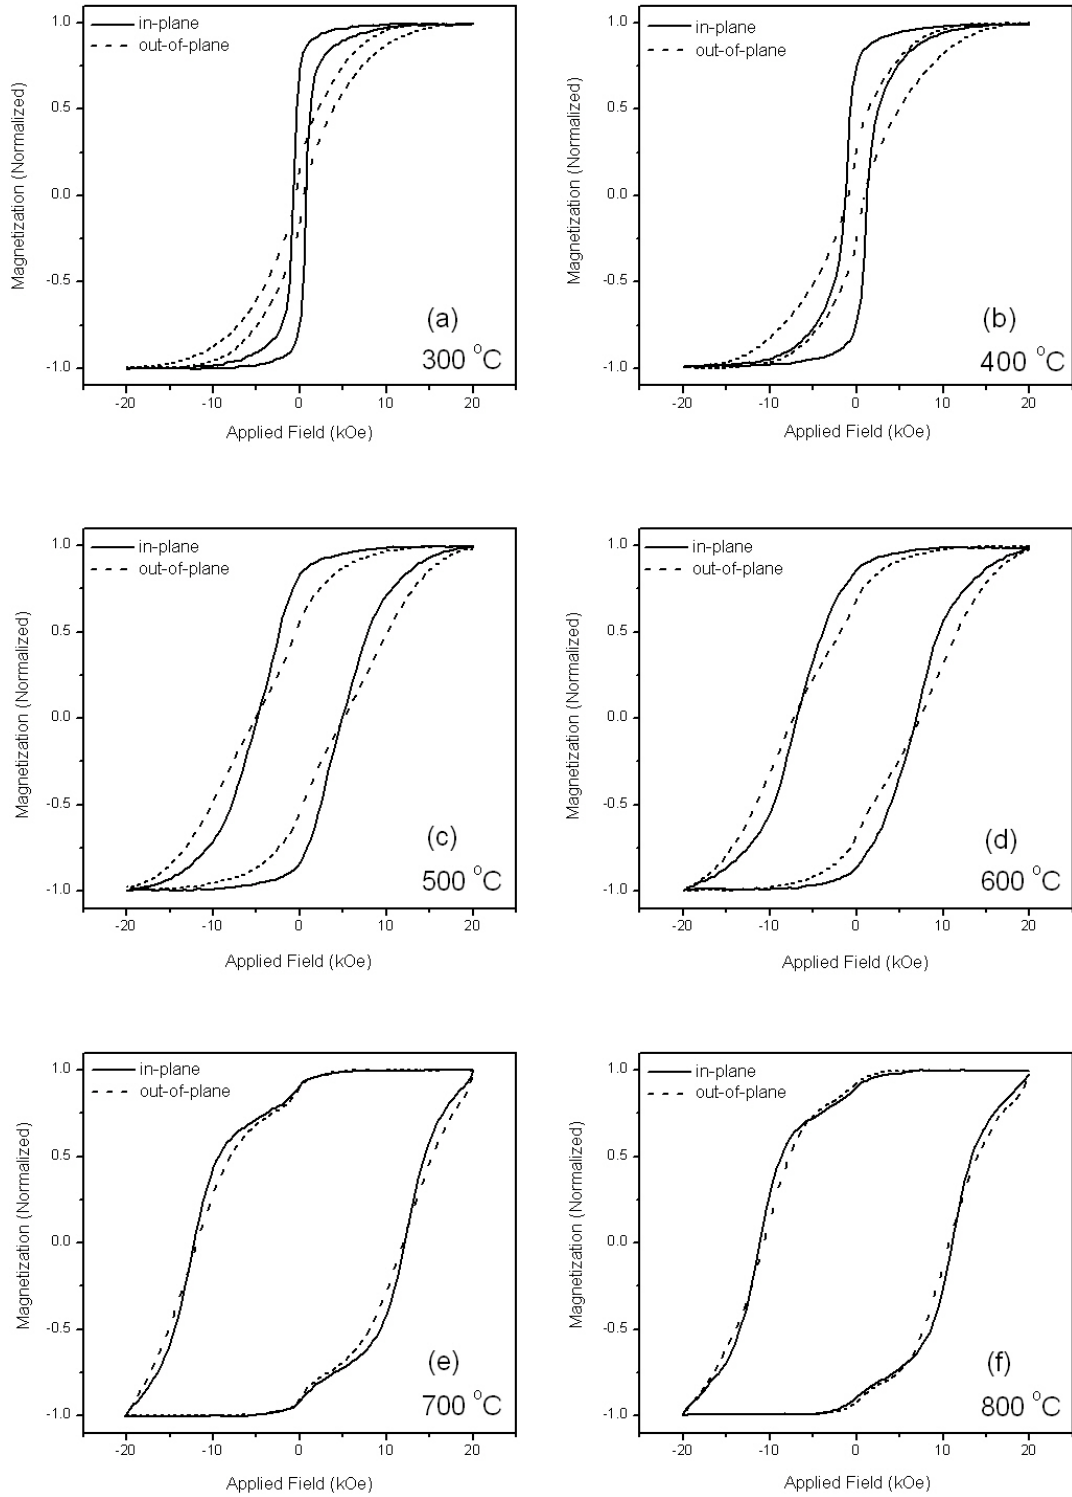 in-plane
out-of-plane
1.0
0.5
0.0
-0.5
-1.0
Magnetization (Normalized)
(a)
300 °C
-20 -10 0 10 20
Applied Field (kOe)
in-plane
out-of-plane
1.0
0.5
0.0
-0.5
-1.0
Magnetization (Normalized)
(b)
400 °C
-20 -10 0 10 20
Applied Field (kOe)
in-plane
out-of-plane
1.0
0.5
0.0
-0.5
-1.0
Magnetization (Normalized)
(c)
500 °C
-20 -10 0 10 20
Applied Field (kOe)
in-plane
out-of-plane
1.0
0.5
0.0
-0.5
-1.0
Magnetization (Normalized)
(d)
600 °C
-20 -10 0 10 20
Applied Field (kOe)
in-plane
out-of-plane
1.0
0.5
0.0
-0.5
-1.0
Magnetization (Normalized)
(e)
700 °C
-20 -10 0 10 20
Applied Field (kOe)
in-plane
out-of-plane
1.0
0.5
0.0
-0.5
-1.0
Magnetization (Normalized)
(f)
800 °C
-20 -10 0 10 20
Applied Field (kOe)